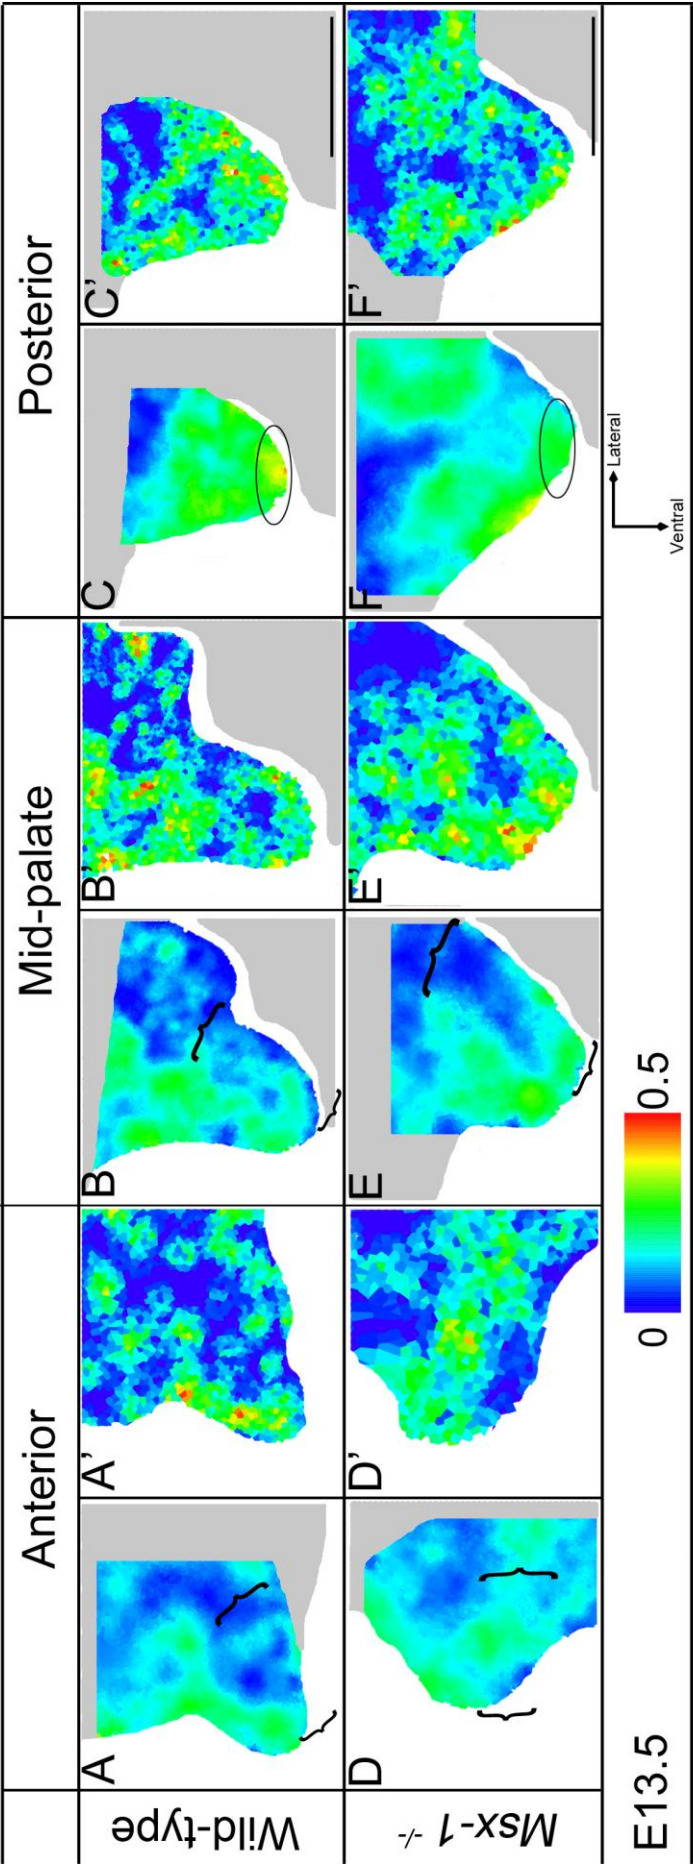 Anterior
Mid-palate
Posterior
Wild-type
A
A’
B
B’
C
C’
Msx-1 -/-
D
D’
E
E’
F
F’
E13.5
0
0.5
Lateral
Ventral